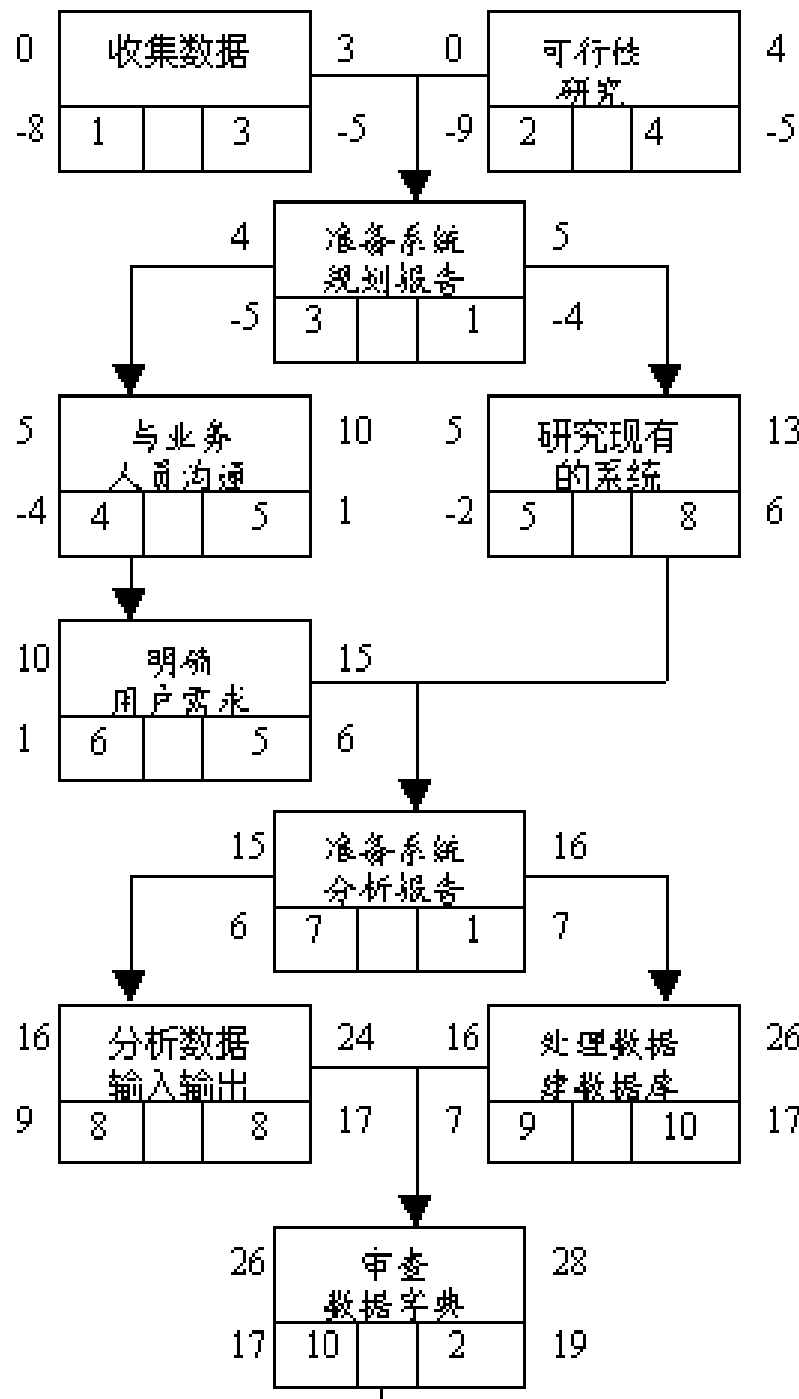 0 收集数据 3 0 可行性 4
研究
-8 1 3 -5 -9 2 4 -5
4 准备系统 5
规划报告
-5 3 1 -4
5 与业务 10 5 研究现有 13
人员沟通 的系统
-4 4 5 1 -2 5 8 6
10 明确 15
用户需求
1 6 5 6
15 准备系统 16
分析报告
6 7 1 7
16 分析数据 24 16 处理数据 26
输入输出 建数据库
9 8 8 17 7 9 10 17
26 审查 28
数据字典
17 10 2 19